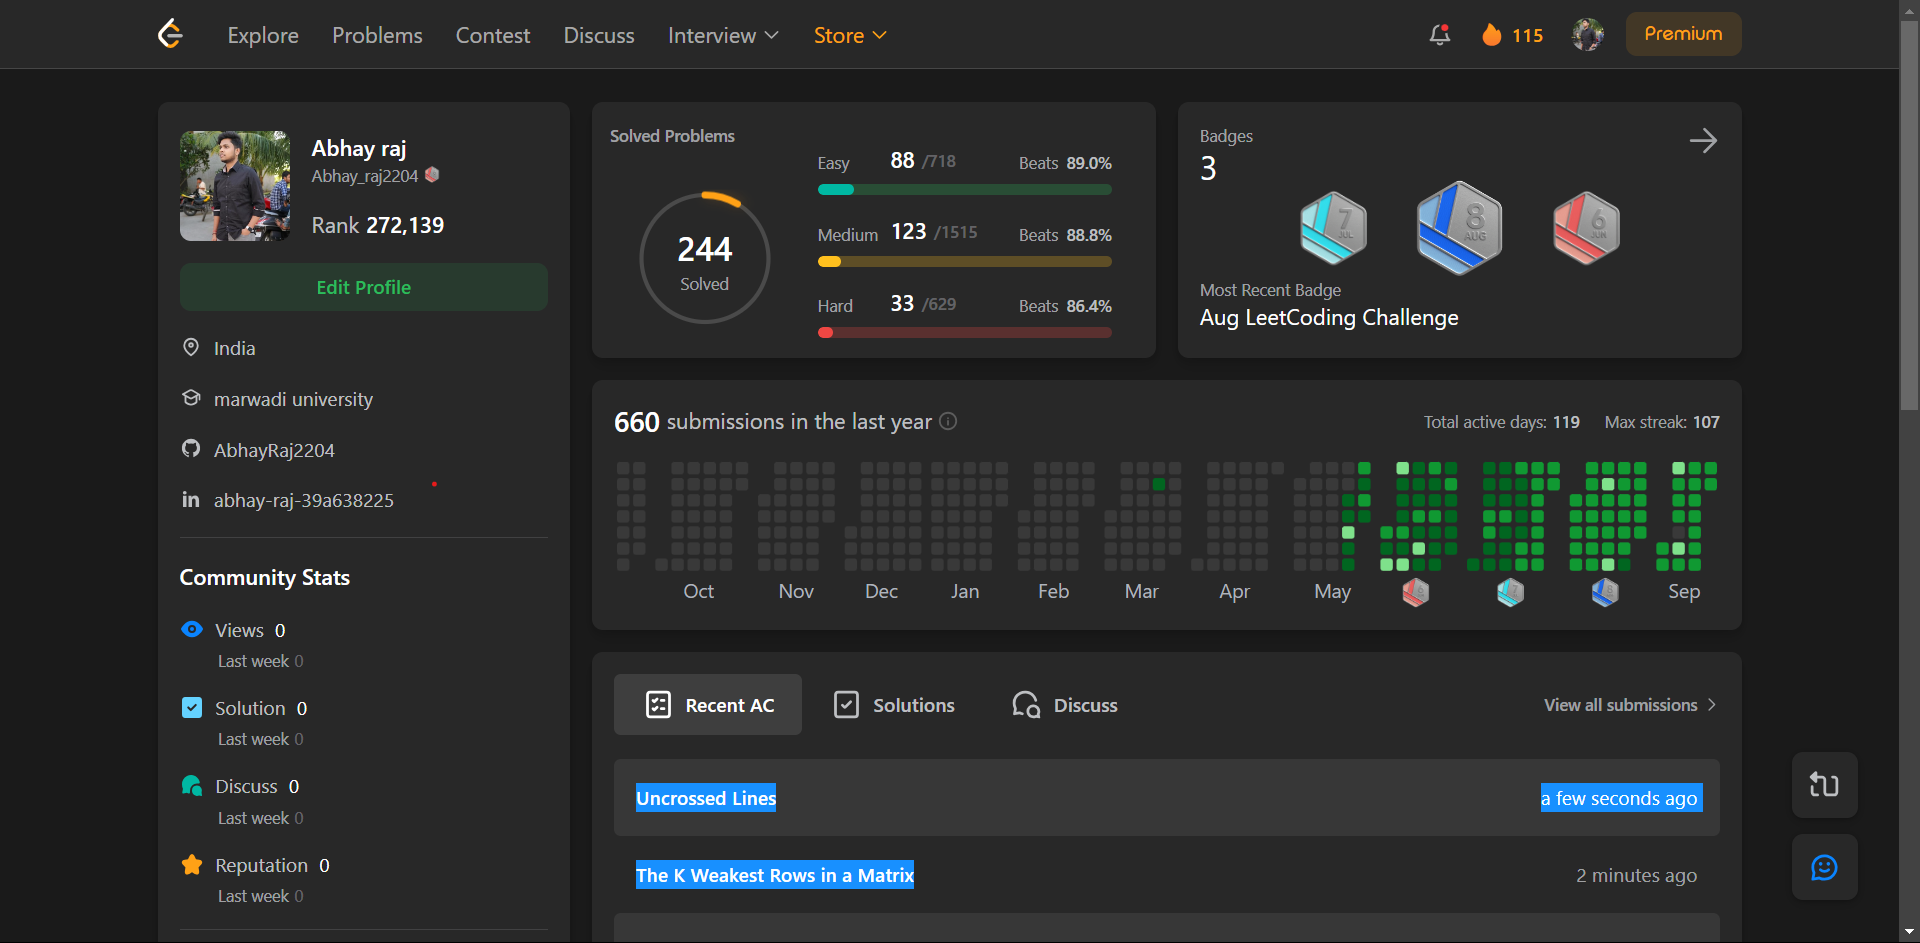 Explore Problems Contest Discuss Interview Store 115 Premium
Abhay raj
Abhay_raj2204
Rank 272,139
Edit Profile
India
marwadi university
AbhayRaj2204
abhay-raj-39a638225
Community Stats
Views 0
Last week 0
Solution 0
Last week 0
Discuss 0
Last week 0
Reputation 0
Last week 0
Solved Problems
244
Solved
Easy 88 /718 Beats 89.0%
Medium 123 /1515 Beats 88.8%
Hard 33 /629 Beats 86.4%
Badges
3
7 JUL
8 AUG
6 JUN
Most Recent Badge
Aug LeetCoding Challenge
660 submissions in the last year Total active days: 119 Max streak: 107
Oct Nov Dec Jan Feb Mar Apr May Sep
Recent AC Solutions Discuss View all submissions
Uncrossed Lines a few seconds ago
The K Weakest Rows in a Matrix 2 minutes ago